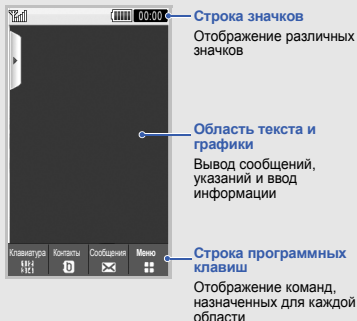 00:00
Строка значков
Отображение различных
значков
Область текста и
графики
Вывод сообщений,
указаний и ввод
информации
Клавиатура Контакты Сообщения Меню
Строка программных
клавиш
Отображение команд,
назначенных для каждой
области